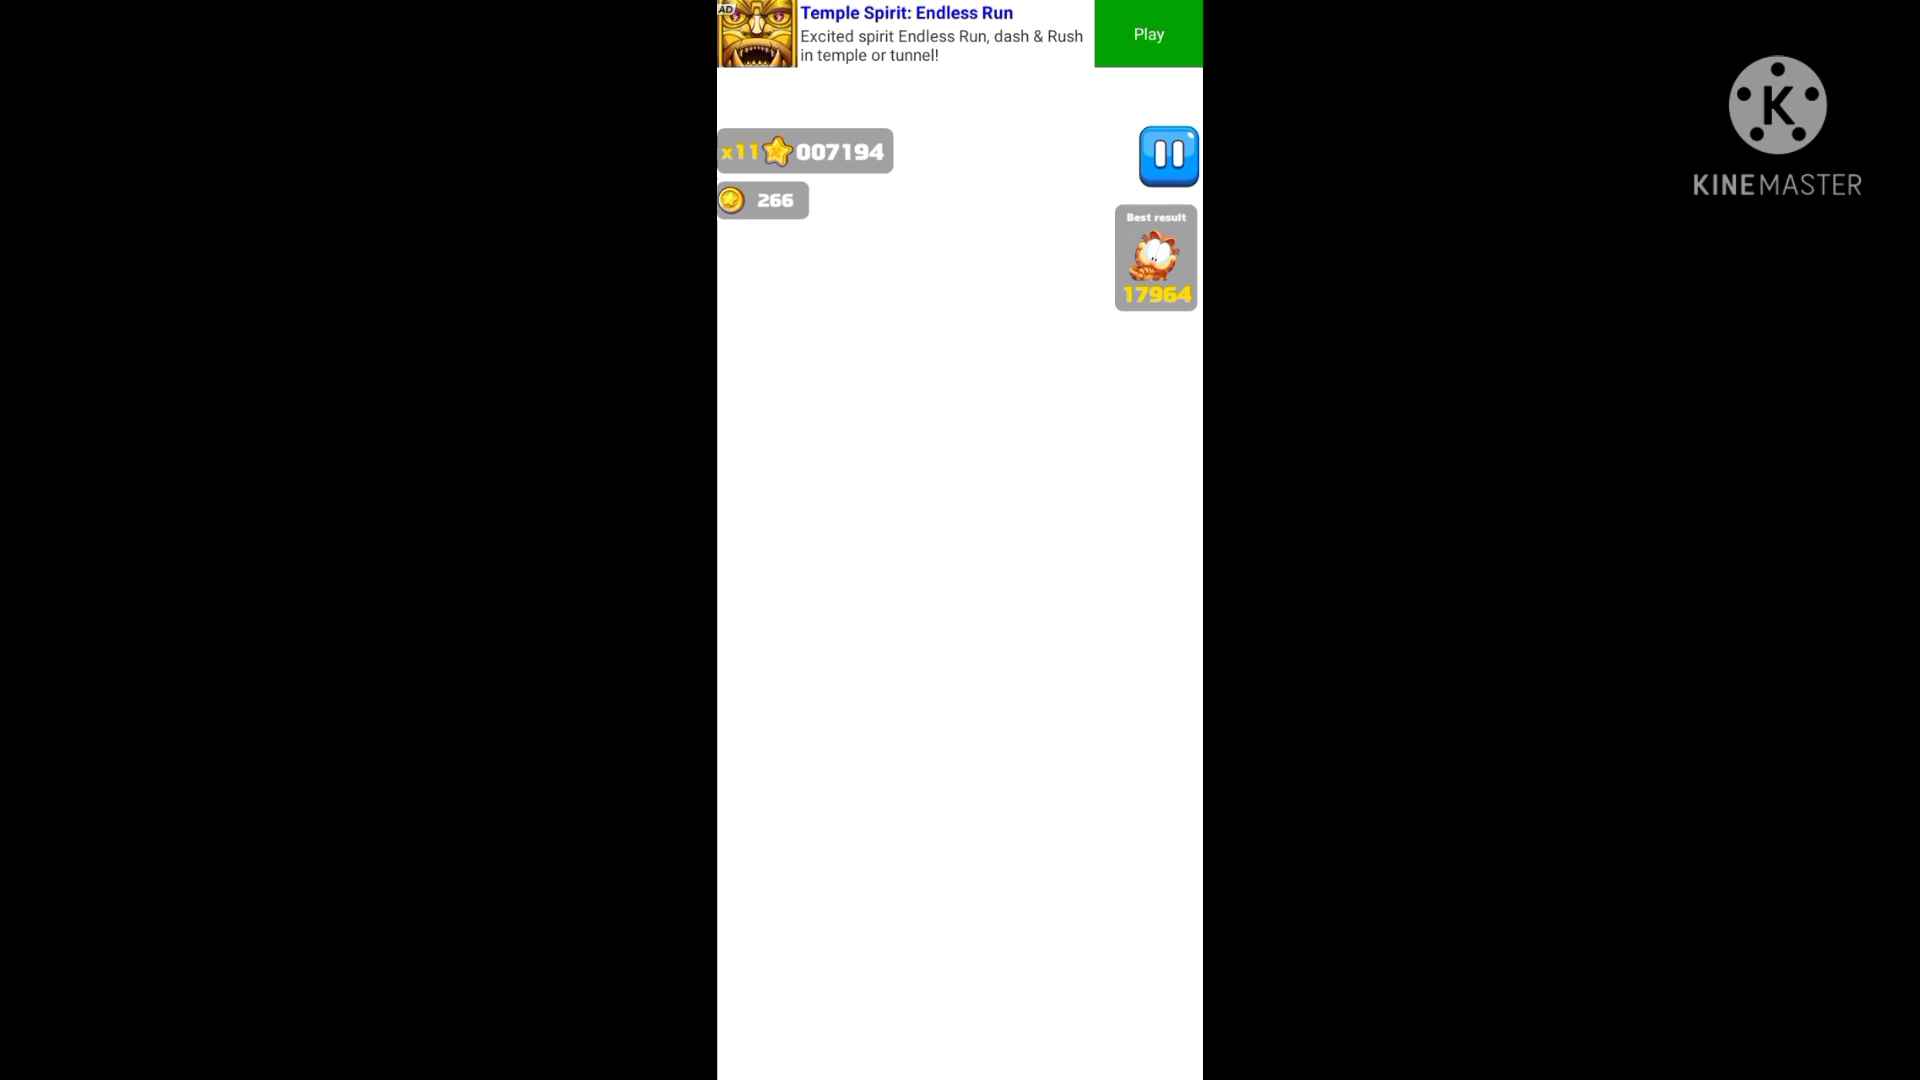 AD
Temple Spirit: Endless Run
Excited spirit Endless Run, dash & Rush
in temple or tunnel!
Play
x11 007194
266
Best result
17964
K
KINEMASTER